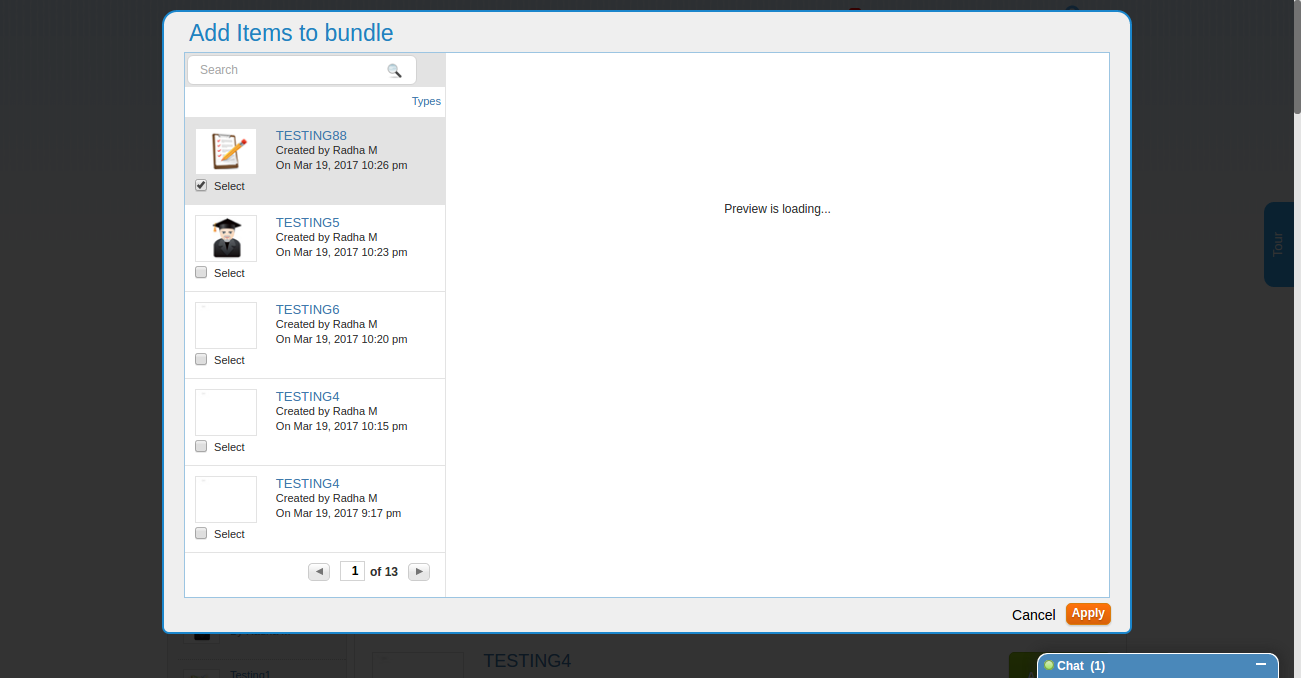 Add Items to bundle
Search
Types
TESTING88
Created by Radha M
On Mar 19, 2017 10:26 pm
Select
TESTING5
Created by Radha M
On Mar 19, 2017 10:23 pm
Select
TESTING6
Created by Radha M
On Mar 19, 2017 10:20 pm
Select
TESTING4
Created by Radha M
On Mar 19, 2017 10:15 pm
Select
TESTING4
Created by Radha M
On Mar 19, 2017 9:17 pm
Select
1 of 13
Preview is loading...
Cancel Apply
Tour
TESTING4
Testing1
Chat (1)